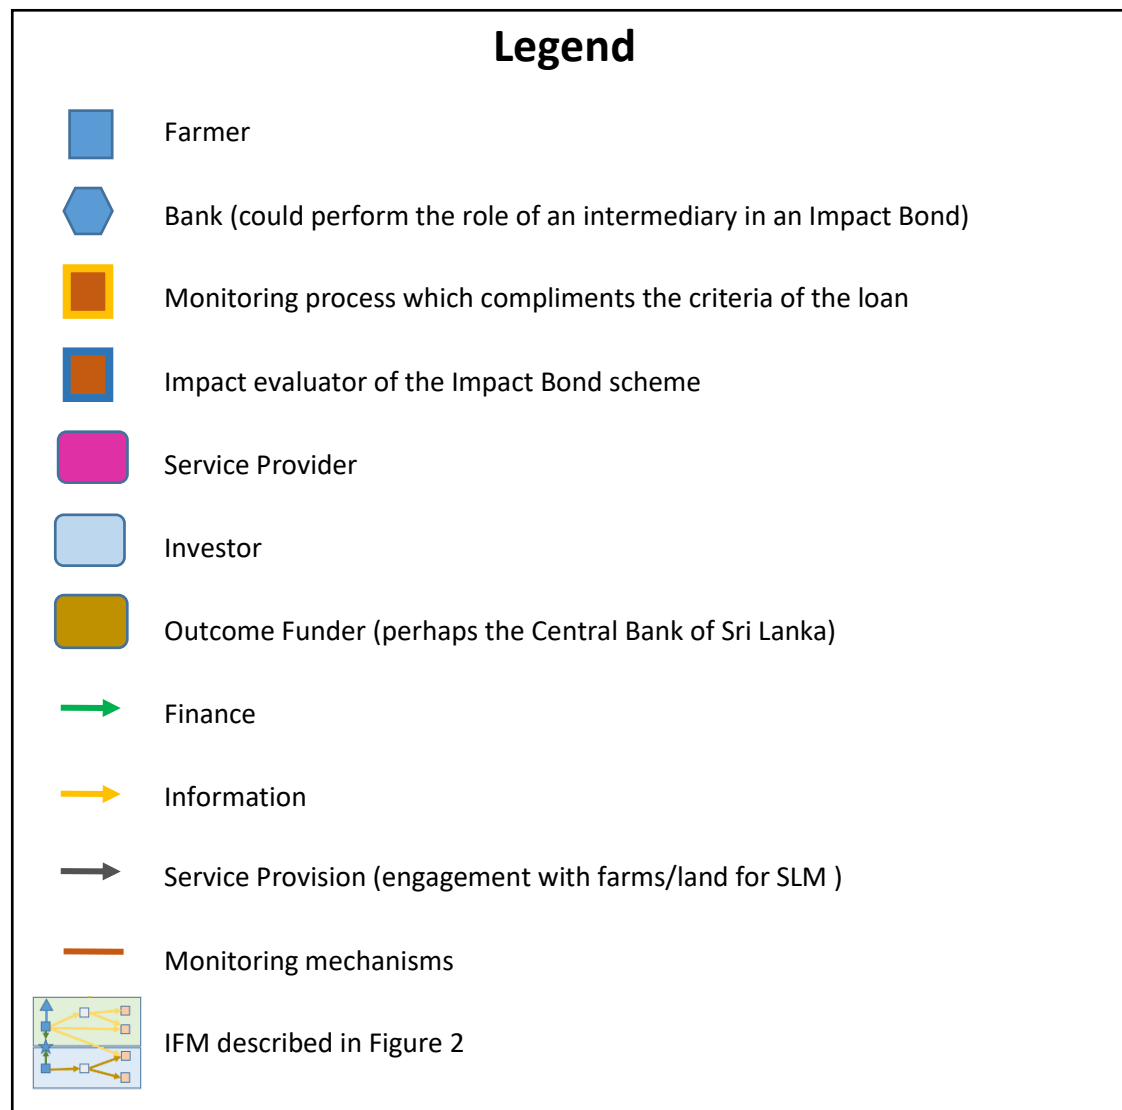 Legend
Farmer
Bank (could perform the role of an intermediary in an Impact Bond)
Monitoring process which compliments the criteria of the loan
Impact evaluator of the Impact Bond scheme
Service Provider
Investor
Outcome Funder (perhaps the Central Bank of Sri Lanka)
Finance
Information
Service Provision (engagement with farms/land for SLM )
Monitoring mechanisms
IFM described in Figure 2